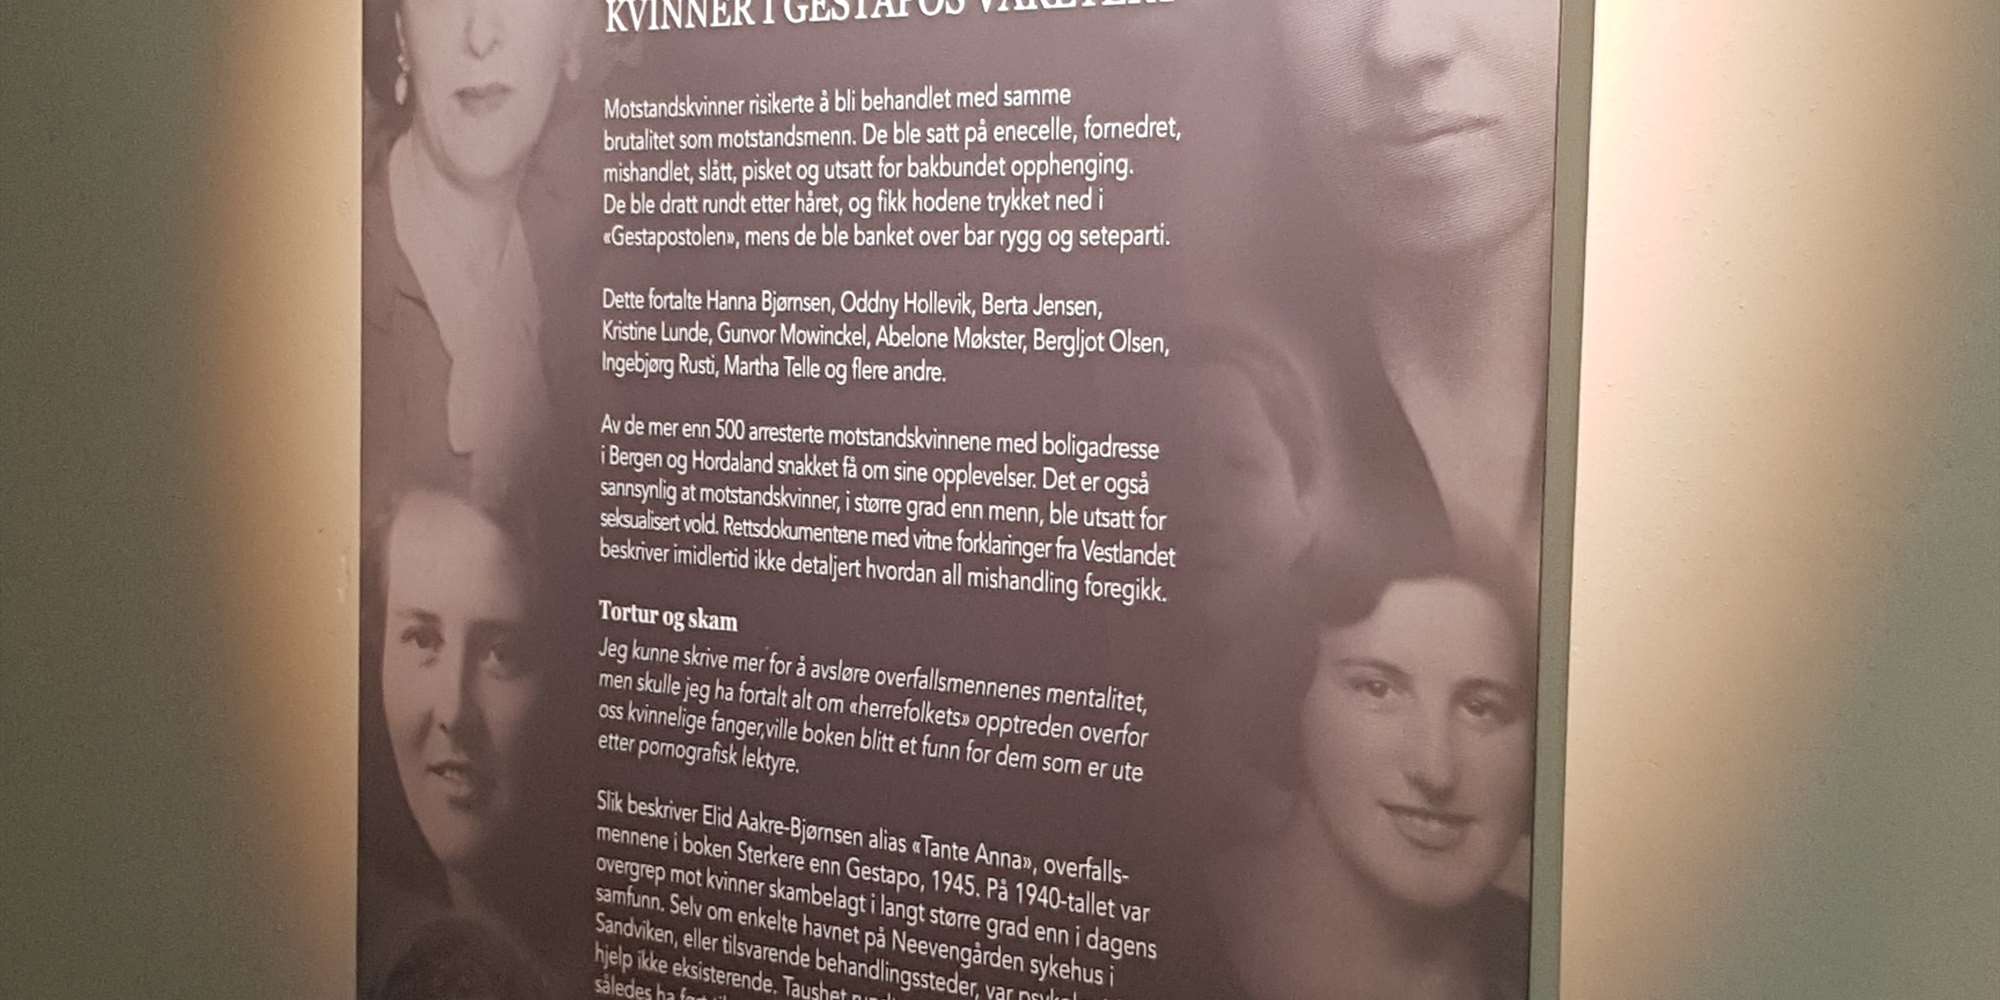 KVINNER I GESTAPOS
Motstandskvinner risikerte å bli behandlet med samme
brutalitet som motstandsmenn. De ble satt på enecelle, fornedret,
mishandlet, slått, pisket og utsatt for bakbundet opphenging.
De ble dratt rundt etter håret, og fikk hodene trykket ned i
«Gestapostolen», mens de ble banket over bar rygg og seteparti.
Dette fortalte Hanna Bjørnsen, Oddny Hollevik, Berta Jensen,
Kristine Lunde, Gunvor Mowinckel, Abelone Møkster, Bergljot Olsen,
Ingebjørg Rusti, Martha Telle og flere andre.
Av de mer enn 500 arresterte motstandskvinnene med boligadresse
i Bergen og Hordaland snakket få om sine opplevelser. Det er også
sannsynlig at motstandskvinner, i større grad enn menn, ble utsatt for
seksualisert vold. Rettsdokumentene med vitne forklaringer fra Vestlandet
beskriver imidlertid ikke detaljert hvordan all mishandling foregikk.
Tortur og skam
Jeg kunne skrive mer for å avsløre overfallsmennenes mentalitet,
men skulle jeg ha fortalt alt om «herrefolkets» opptreden overfor
oss kvinnelige fanger,ville boken blitt et funn for dem som er ute
etter pornografisk lektyre.
Slik beskriver Elid Aakre-Bjørnsen alias «Tante Anna», overfalls-
mennene i boken Sterkere enn Gestapo, 1945. På 1940-tallet var
overgrep mot kvinner skambelagt i langt større grad enn i dagens
samfunn. Selv om enkelte havnet på Neevengården sykehus i
Sandviken, eller tilsvarende behandlingssteder, var
hjelp ikke eksisterende. Taushet
således ha